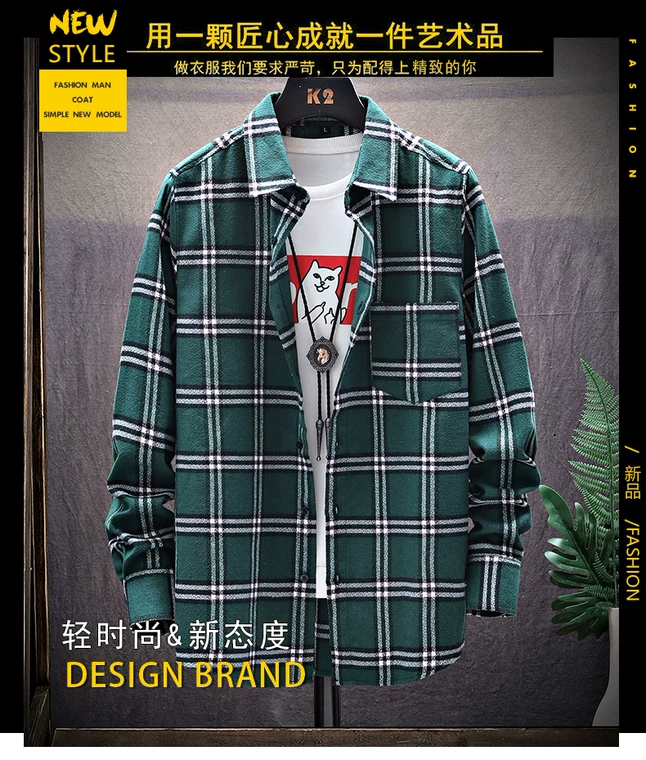 NEW
STYLE
FASHION MAN
COAT
SIMPLE NEW MODEL
用一颗匠心成就一件艺术品
做衣服我们要求严苛，只为配得上精致的你
K2
L
FASHION
/ 新品 /FASHION
轻时尚&新态度
DESIGN BRAND